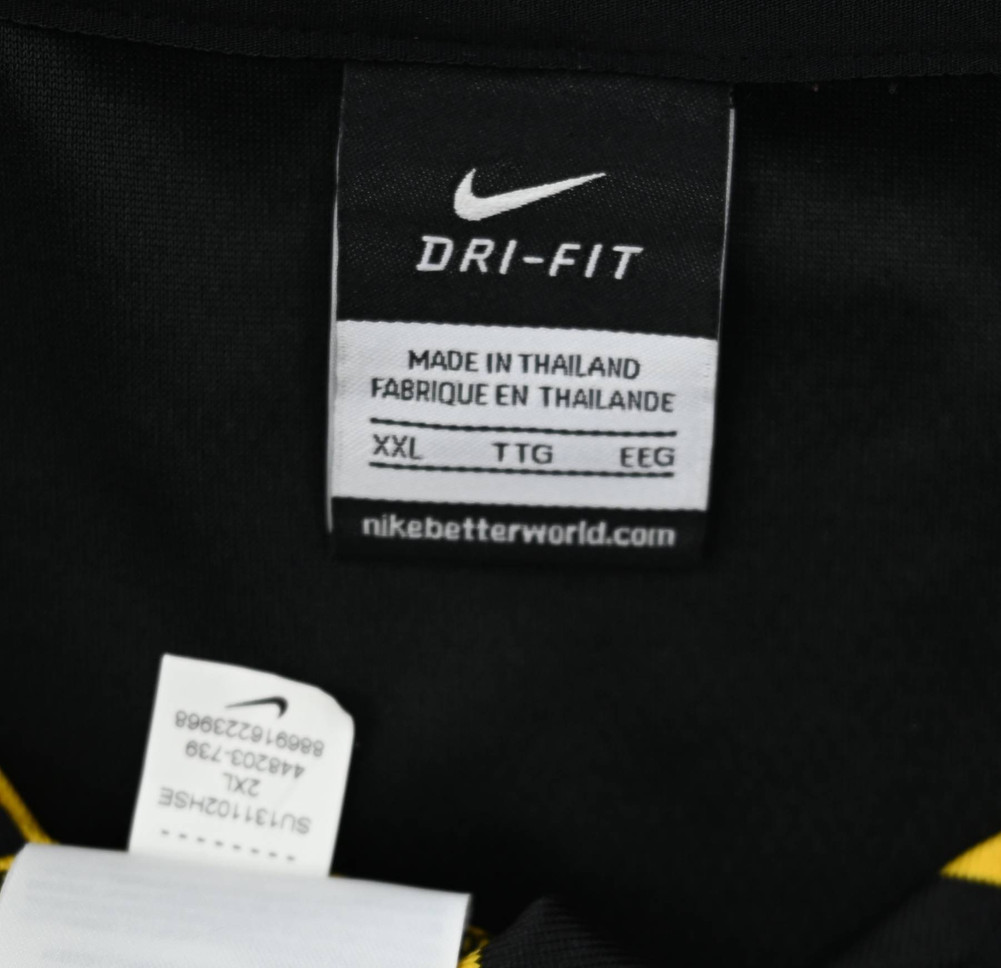 DRI-FIT
MADE IN THAILAND
FABRIQUE EN THAILANDE
XXL TTG EEG
nikebetterworld.com
SU131102HSE
2XL
448203-739
886916223968